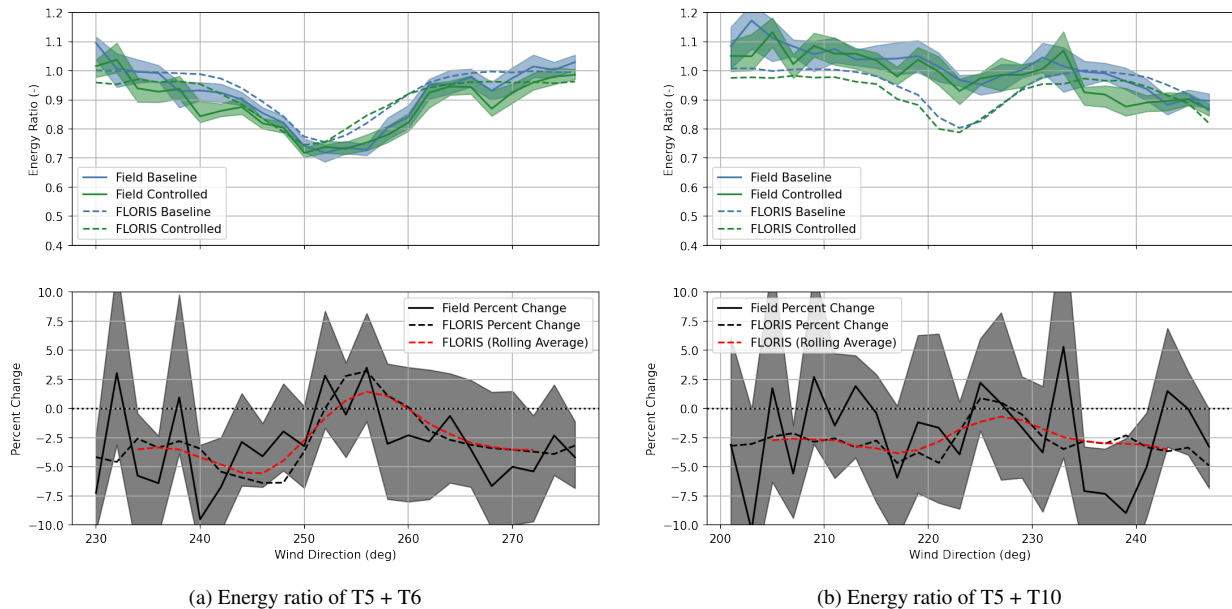 1.2
1.1
1.0
0.9
0.8
0.7
0.6
0.5
0.4
Energy Ratio (-)
Field Baseline
Field Controlled
FLORIS Baseline
FLORIS Controlled
10.0
7.5
5.0
2.5
0.0
−2.5
−5.0
−7.5
−10.0
Percent Change
Field Percent Change
FLORIS Percent Change
FLORIS (Rolling Average)
230 240 250 260 270
Wind Direction (deg)
(a) Energy ratio of T5 + T6
1.2
1.1
1.0
0.9
0.8
0.7
0.6
0.5
0.4
Energy Ratio (-)
Field Baseline
Field Controlled
FLORIS Baseline
FLORIS Controlled
10.0
7.5
5.0
2.5
0.0
−2.5
−5.0
−7.5
−10.0
Percent Change
Field Percent Change
FLORIS Percent Change
FLORIS (Rolling Average)
200 210 220 230 240
Wind Direction (deg)
(b) Energy ratio of T5 + T10